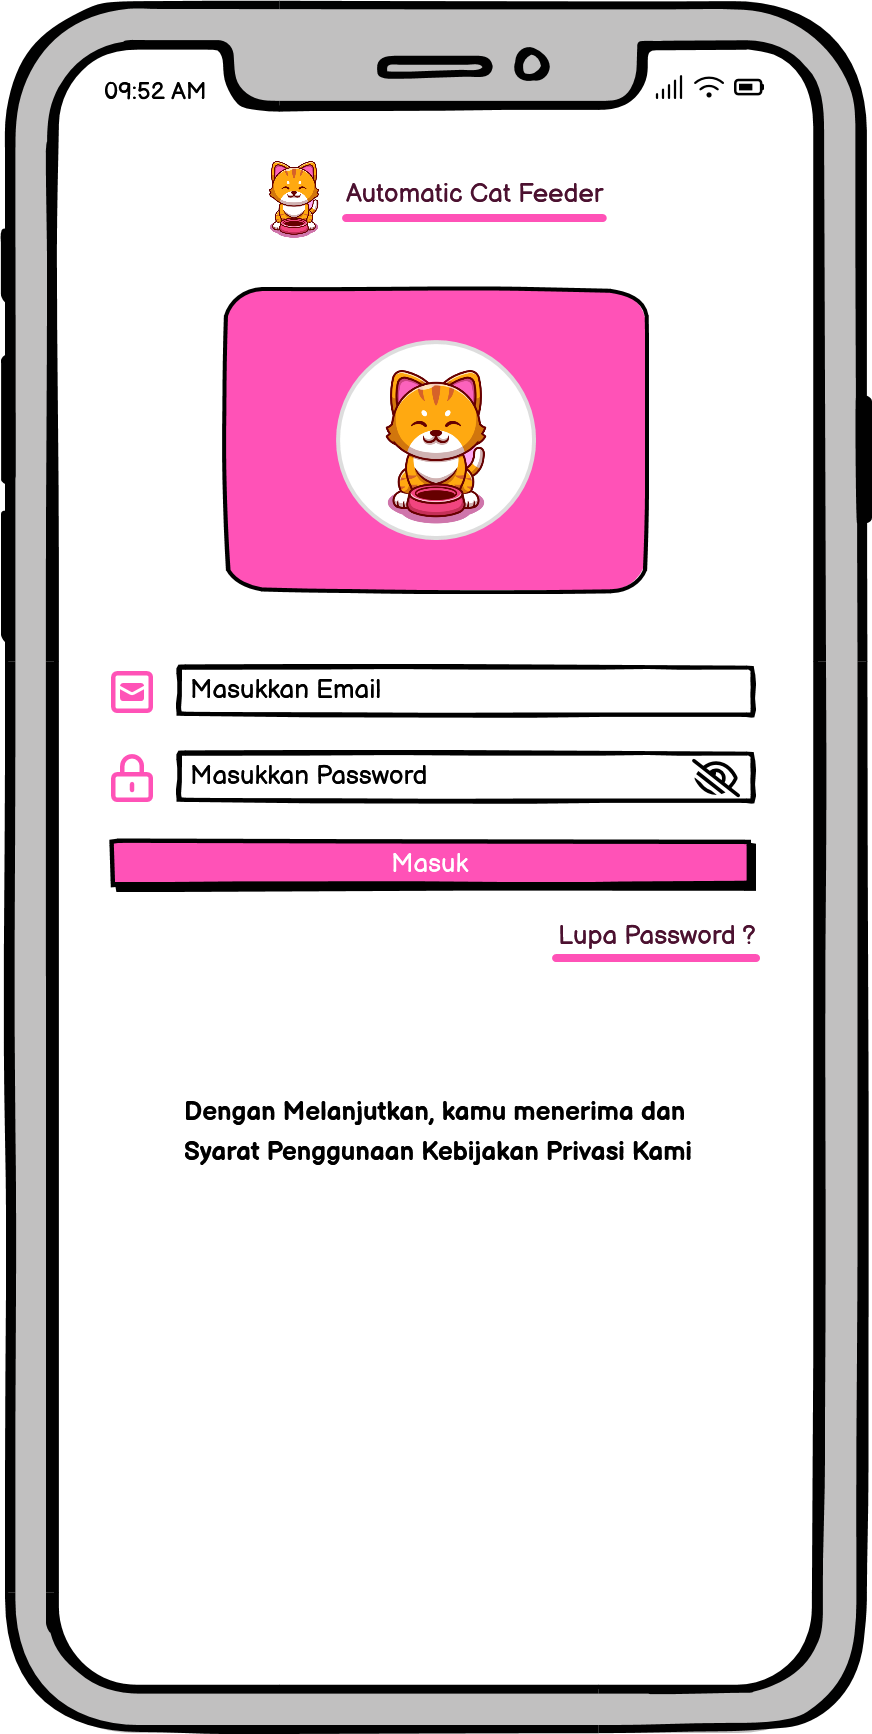 09:52 AM
Automatic Cat Feeder
Masukkan Email
Masukkan Password
Masuk
Lupa Password ?
Dengan Melanjutkan, kamu menerima dan
Syarat Penggunaan Kebijakan Privasi Kami